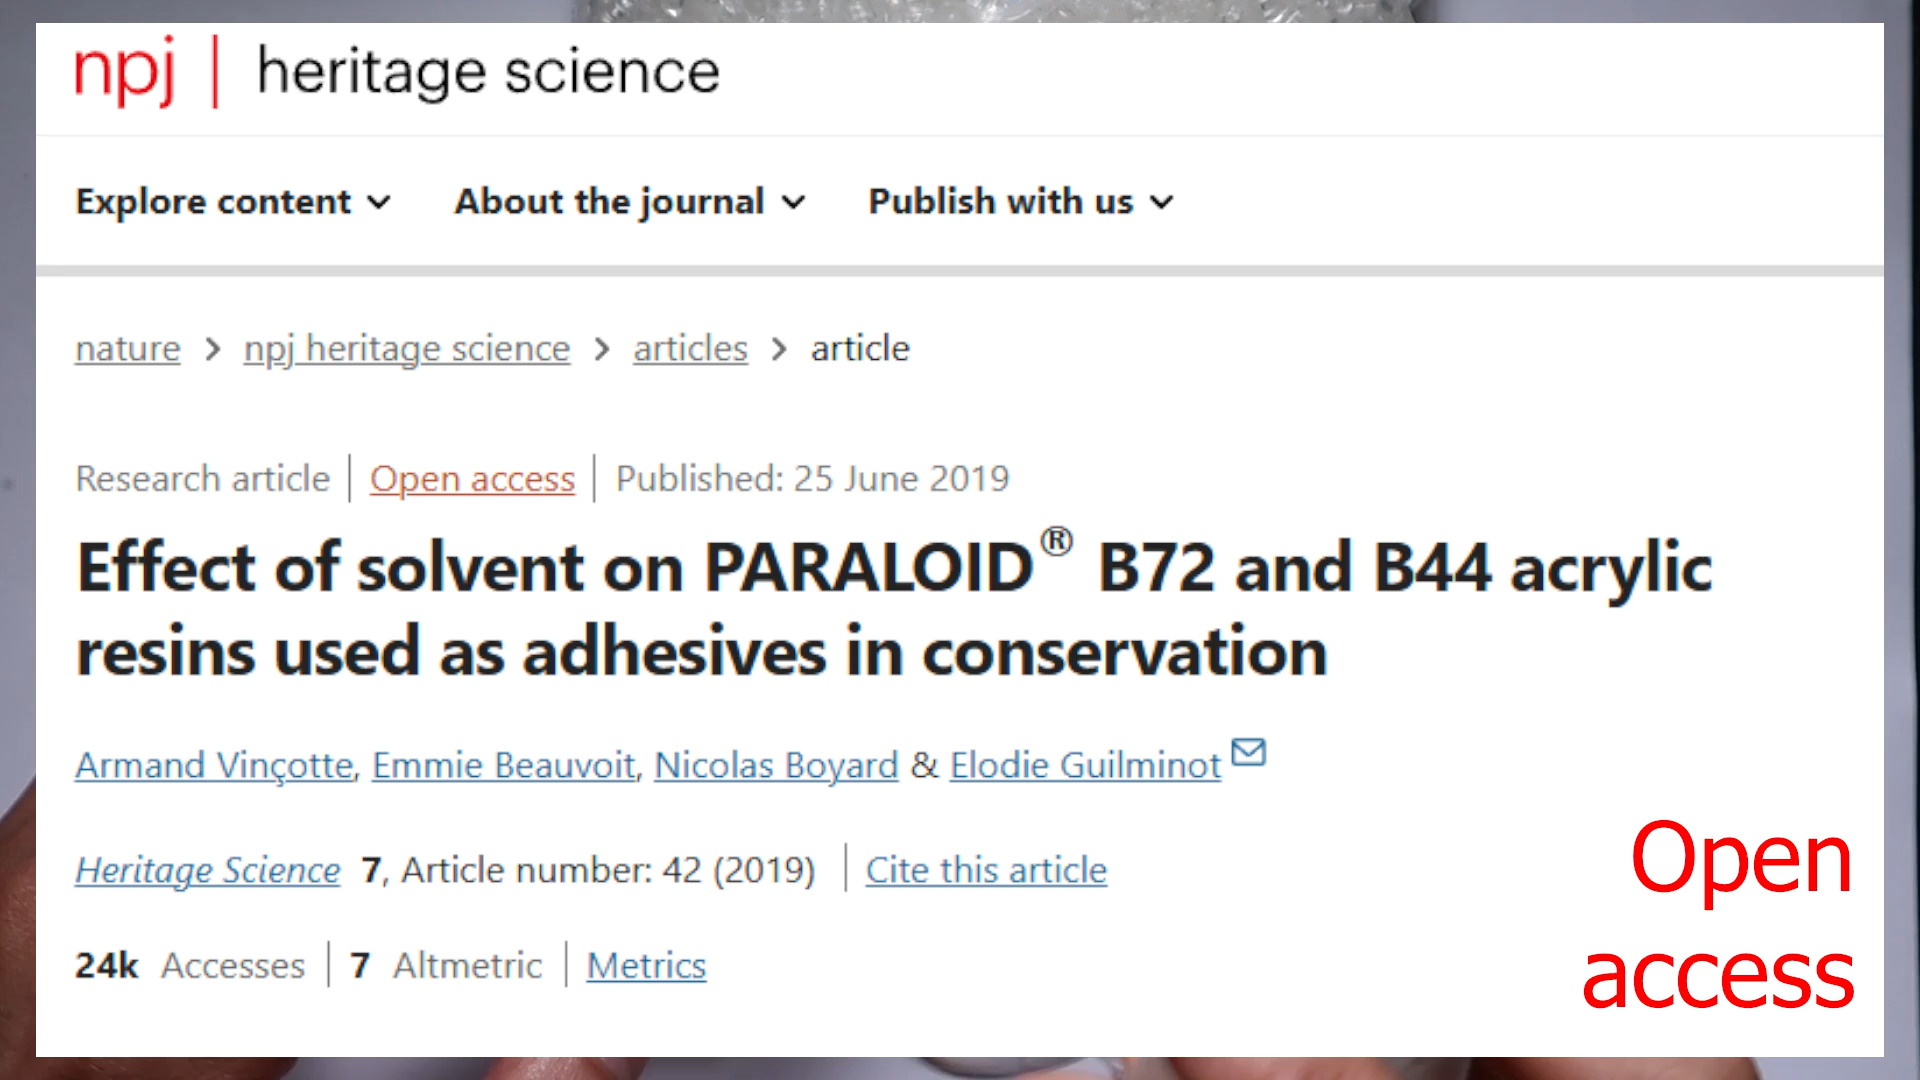 npj | heritage science
Explore content About the journal Publish with us
nature > npj heritage science > articles > article
Research article | Open access | Published: 25 June 2019
Effect of solvent on PARALOID® B72 and B44 acrylic
resins used as adhesives in conservation
Armand Vinçotte, Emmie Beauvoit, Nicolas Boyard & Elodie Guilminot
Heritage Science 7, Article number: 42 (2019) | Cite this article
24k Accesses | 7 Altmetric | Metrics
Open
access